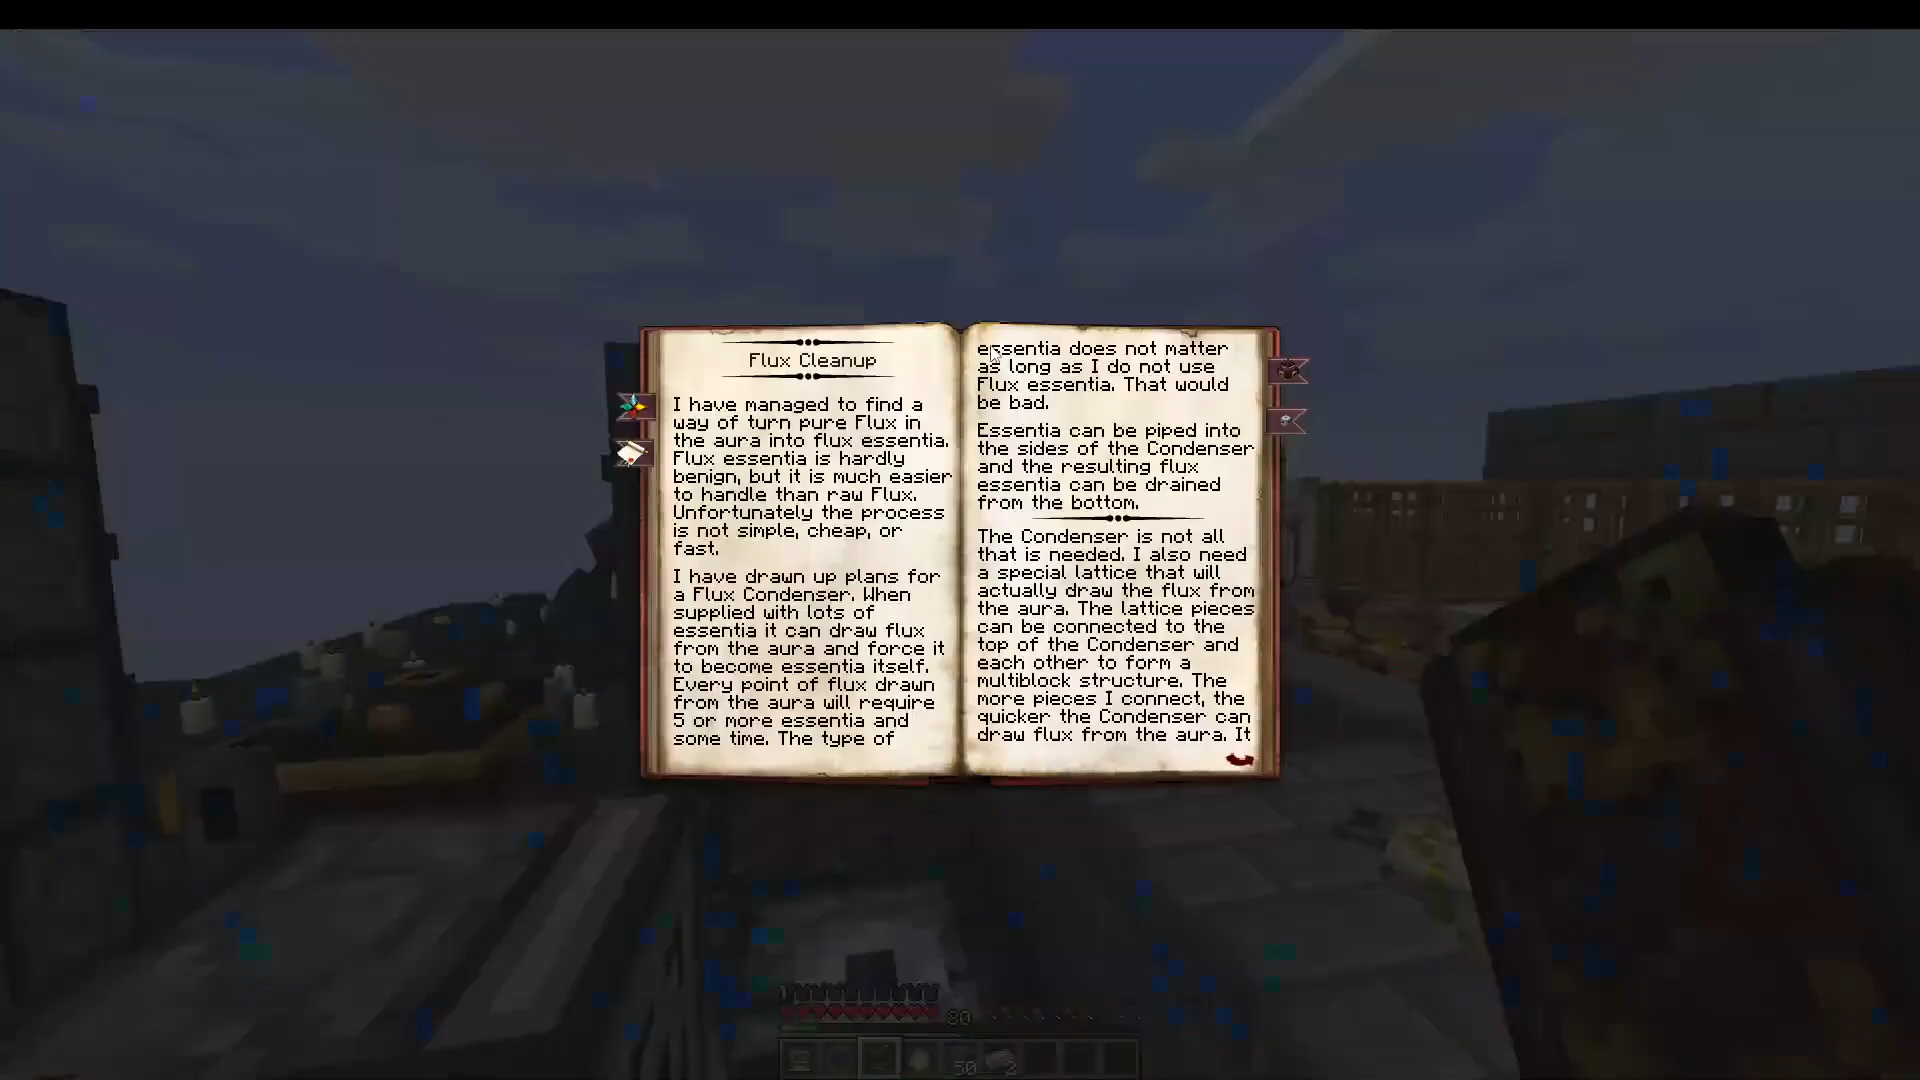 Flux Cleanup
I have managed to find a
way of turn pure Flux in
the aura into flux essentia.
Flux essentia is hardly
benign, but it is much easier
to handle than raw Flux.
Unfortunately the process
is not simple, cheap, or
fast.
I have drawn up plans for
a Flux Condenser. When
supplied with lots of
essentia it can draw flux
from the aura and force it
to become essentia itself.
Every point of flux drawn
from the aura will require
5 or more essentia and
some time. The type of
essentia does not matter
as long as I do not use
Flux essentia. That would
be bad.
Essentia can be piped into
the sides of the Condenser
and the resulting flux
essentia can be drained
from the bottom.
The Condenser is not all
that is needed. I also need
a special lattice that will
actually draw the flux from
the aura. The lattice pieces
can be connected to the
top of the Condenser and
each other to form a
multiblock structure. The
more pieces I connect, the
quicker the Condenser can
draw flux from the aura. It
80
50
2